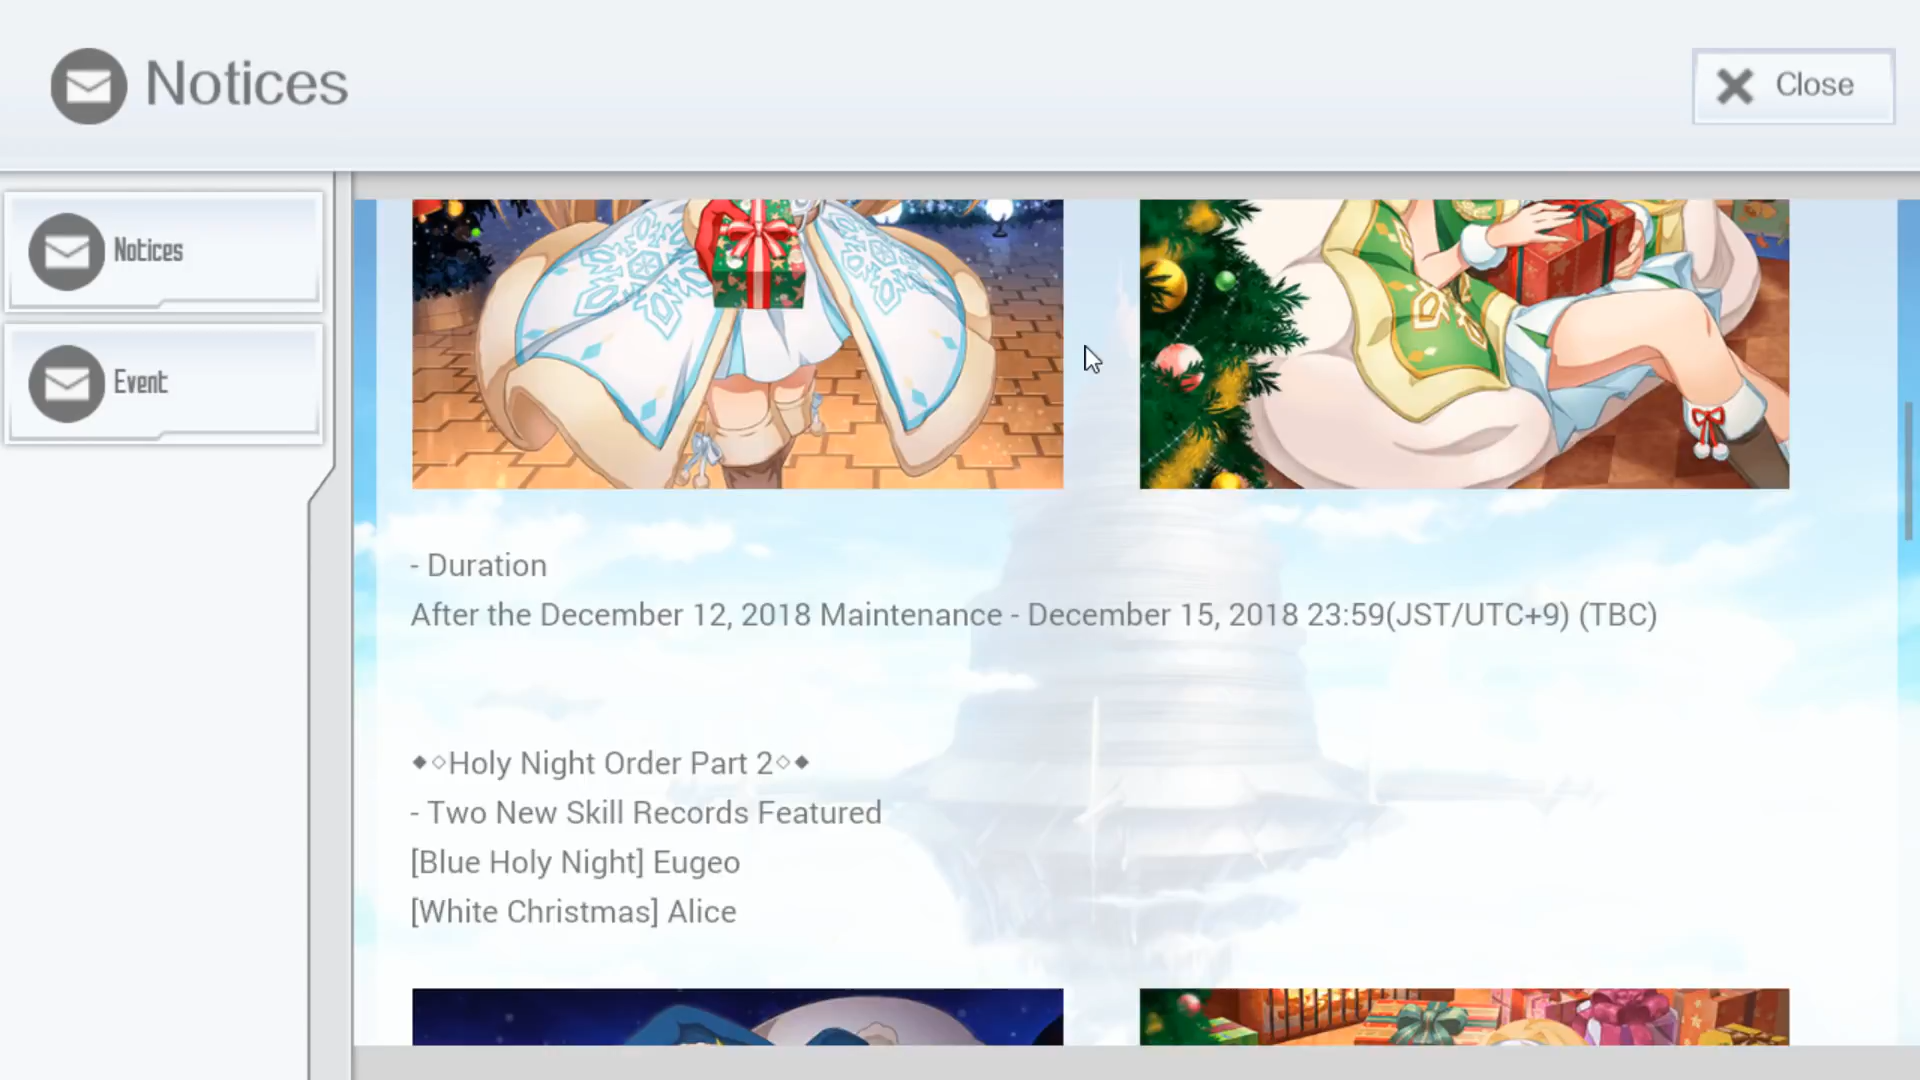 Notices
Close
Notices
Event
- Duration
After the December 12, 2018 Maintenance - December 15, 2018 23:59(JST/UTC+9) (TBC)
◆◇Holy Night Order Part 2◇◆
- Two New Skill Records Featured
[Blue Holy Night] Eugeo
[White Christmas] Alice